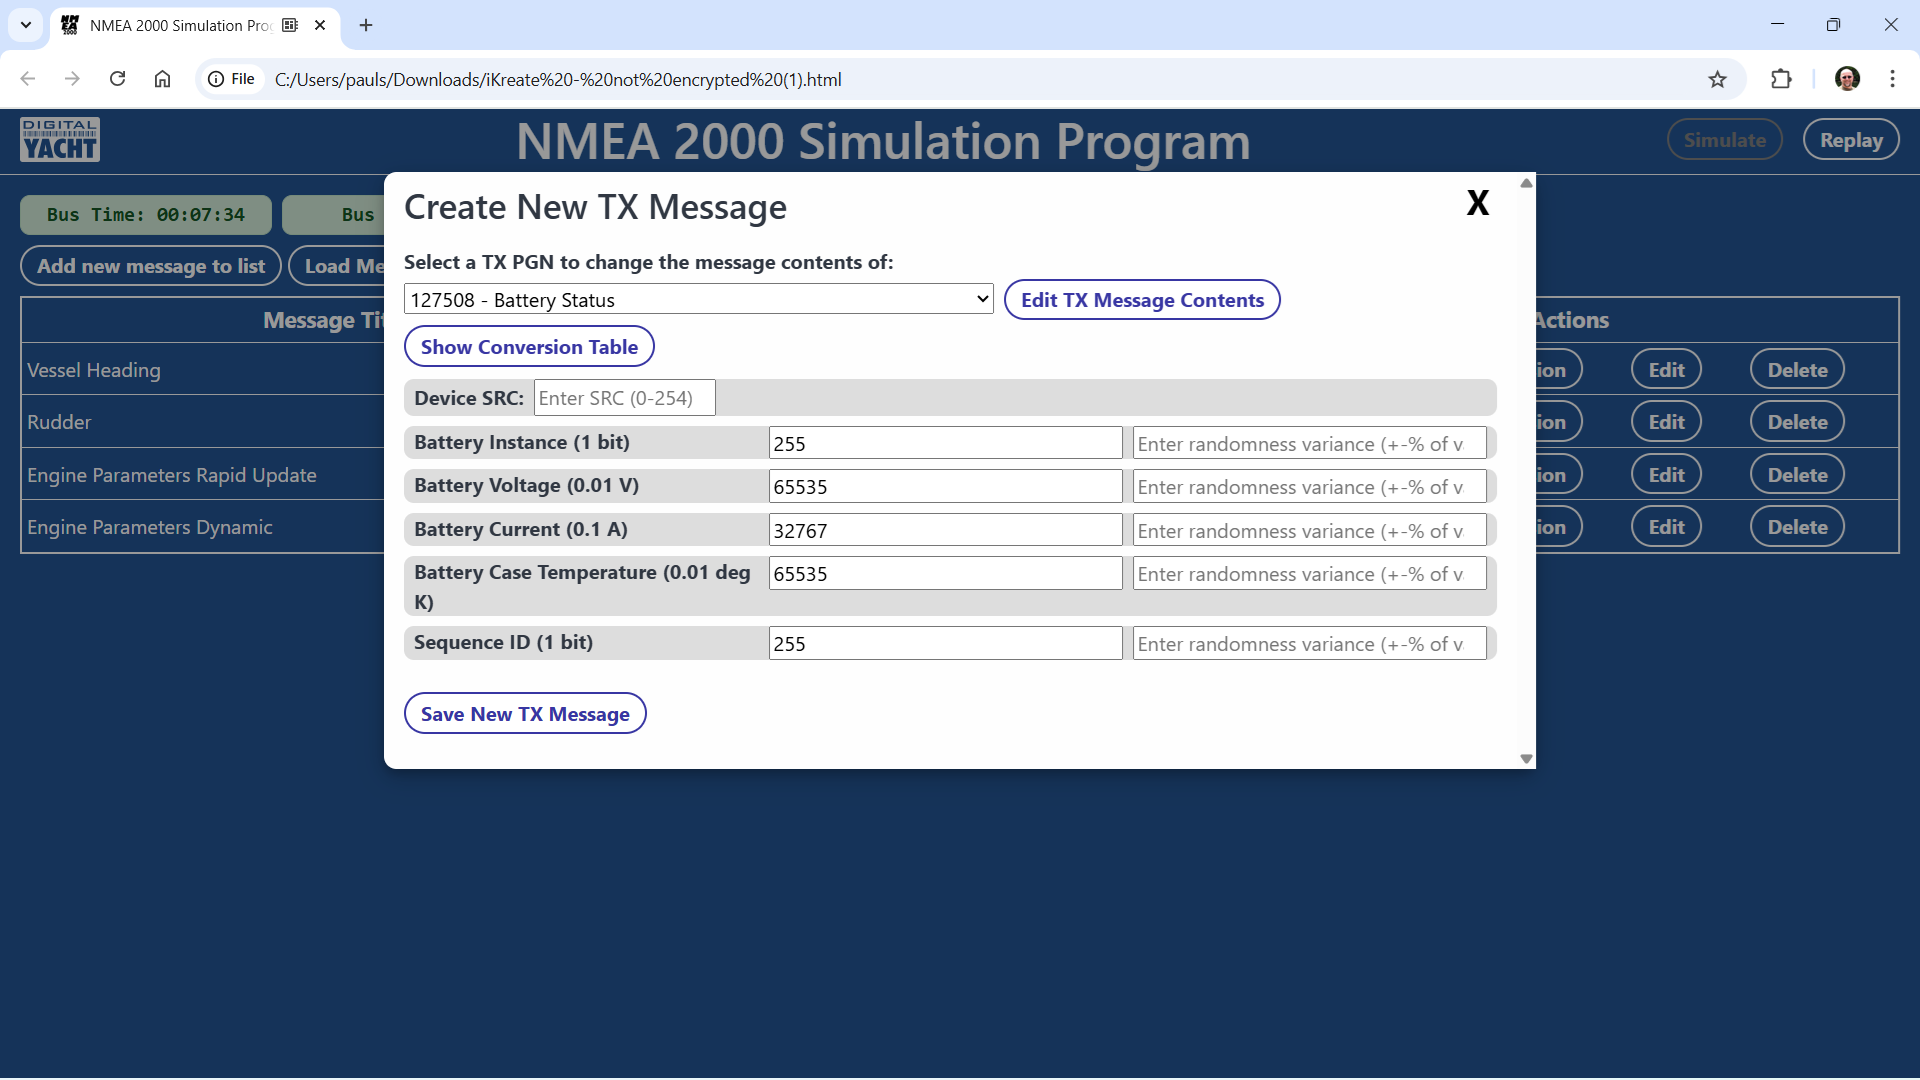 NMEA 2000 Simulation Prog
File
C:/Users/pauls/Downloads/iKreate%20-%20not%20encrypted%20(1).html
DIGITAL
YACHT
NMEA 2000 Simulation Program
Simulate
Replay
Bus Time: 00:07:34
Bus
Add new message to list
Load Me
Message Tit
Actions
Vessel Heading
ion
Edit
Delete
Rudder
ion
Edit
Delete
Engine Parameters Rapid Update
ion
Edit
Delete
Engine Parameters Dynamic
ion
Edit
Delete
Create New TX Message
X
Select a TX PGN to change the message contents of:
127508 - Battery Status
Edit TX Message Contents
Show Conversion Table
Device SRC: Enter SRC (0-254)
Battery Instance (1 bit) 255 Enter randomness variance (+-% of v
Battery Voltage (0.01 V) 65535 Enter randomness variance (+-% of v
Battery Current (0.1 A) 32767 Enter randomness variance (+-% of v
Battery Case Temperature (0.01 deg 65535 Enter randomness variance (+-% of v
K)
Sequence ID (1 bit) 255 Enter randomness variance (+-% of v
Save New TX Message